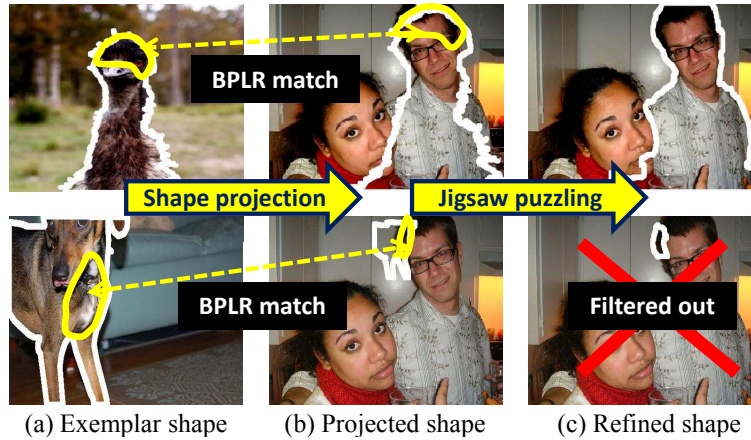 BPLR match
Shape projection
Jigsaw puzzling
BPLR match
Filtered out
(a) Exemplar shape
(b) Projected shape
(c) Refined shape